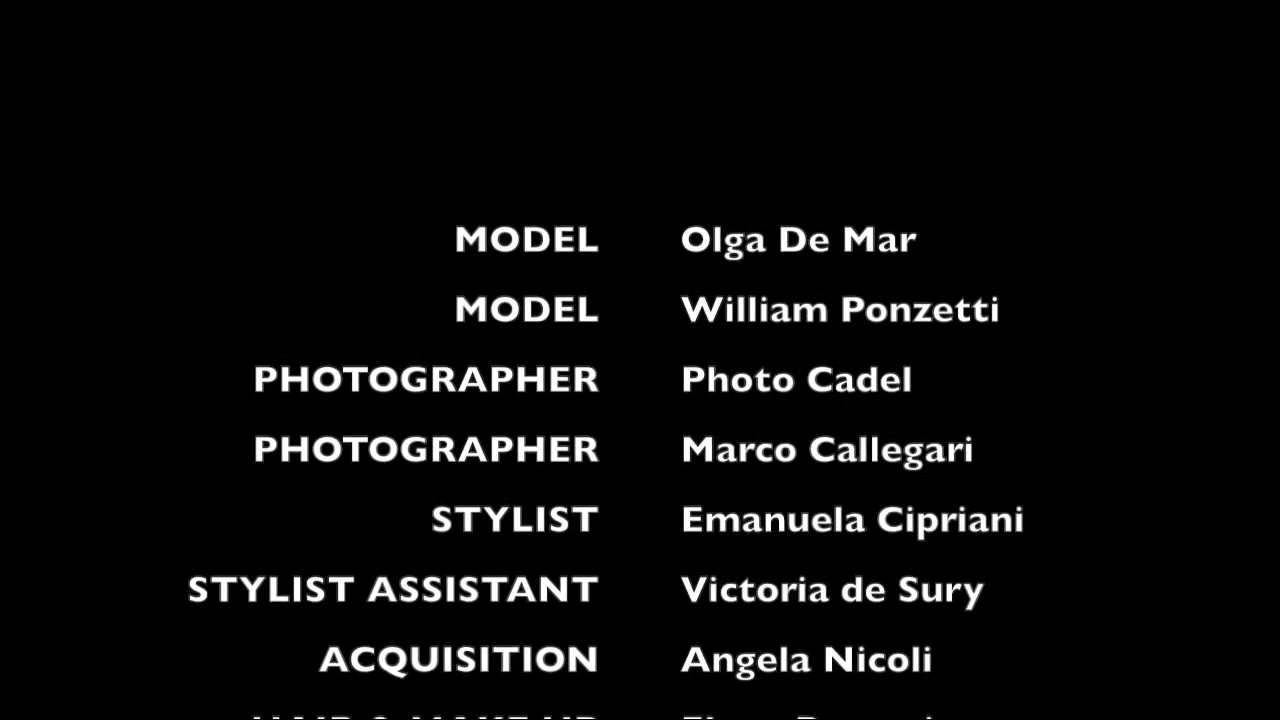 MODEL Olga De Mar
MODEL William Ponzetti
PHOTOGRAPHER Photo Cadel
PHOTOGRAPHER Marco Callegari
STYLIST Emanuela Cipriani
STYLIST ASSISTANT Victoria de Sury
ACQUISITION Angela Nicoli